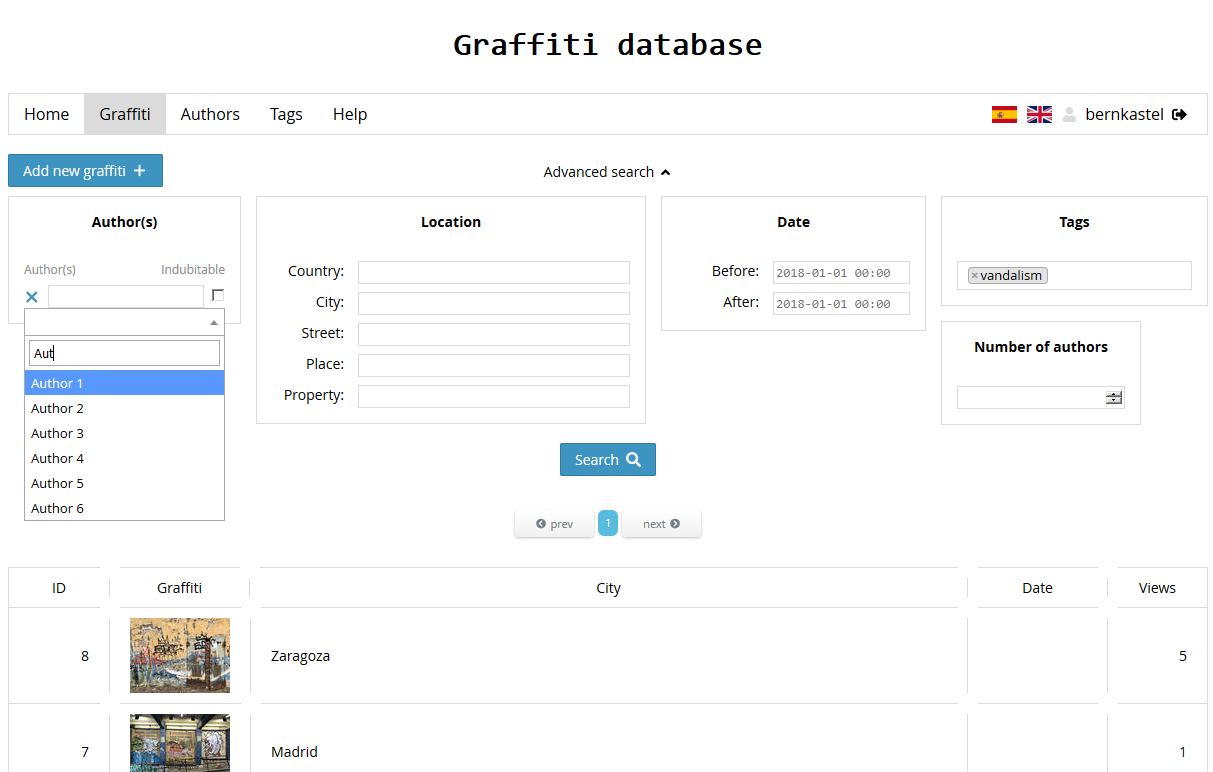 Graffiti database
Home Graffiti Authors Tags Help bernkastel
Add new graffiti
Advanced search
Author(s)
Author(s) Indubitable
Aut
Author 1
Author 2
Author 3
Author 4
Author 5
Author 6
Location
Country:
City:
Street:
Place:
Property:
Date
Before: 2018-01-01 00:00
After: 2018-01-01 00:00
Tags
×vandalism
Number of authors
Search
prev 1 next
ID Graffiti City Date Views
8 Zaragoza 5
7 Madrid 1